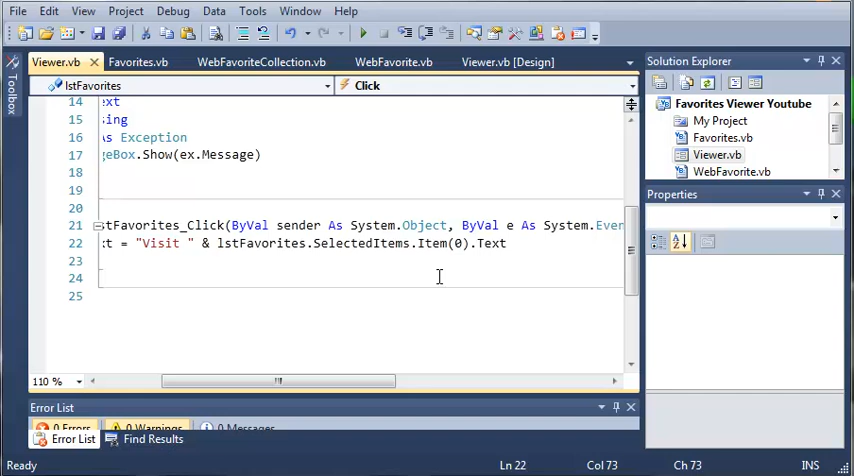 File Edit View Project Debug Data Tools Window Help
Viewer.vb Favorites.vb WebFavoriteCollection.vb WebFavorite.vb Viewer.vb [Design]
Solution Explorer
Toolbox
lstFavorites Click
Favorites Viewer Youtube
My Project
Favorites.vb
Viewer.vb
WebFavorite.vb
Properties
14 ext
15 sing
16 As Exception
17 geBox.Show(ex.Message)
18
19
20
21 stFavorites_Click(ByVal sender As System.Object, ByVal e As System.Even
22 xt = "Visit " & lstFavorites.SelectedItems.Item(0).Text
23
24
25
110 %
Error List
0 Errors 0 Warnings 0 Messages
Error List Find Results
Ready Ln 22 Col 73 Ch 73 INS